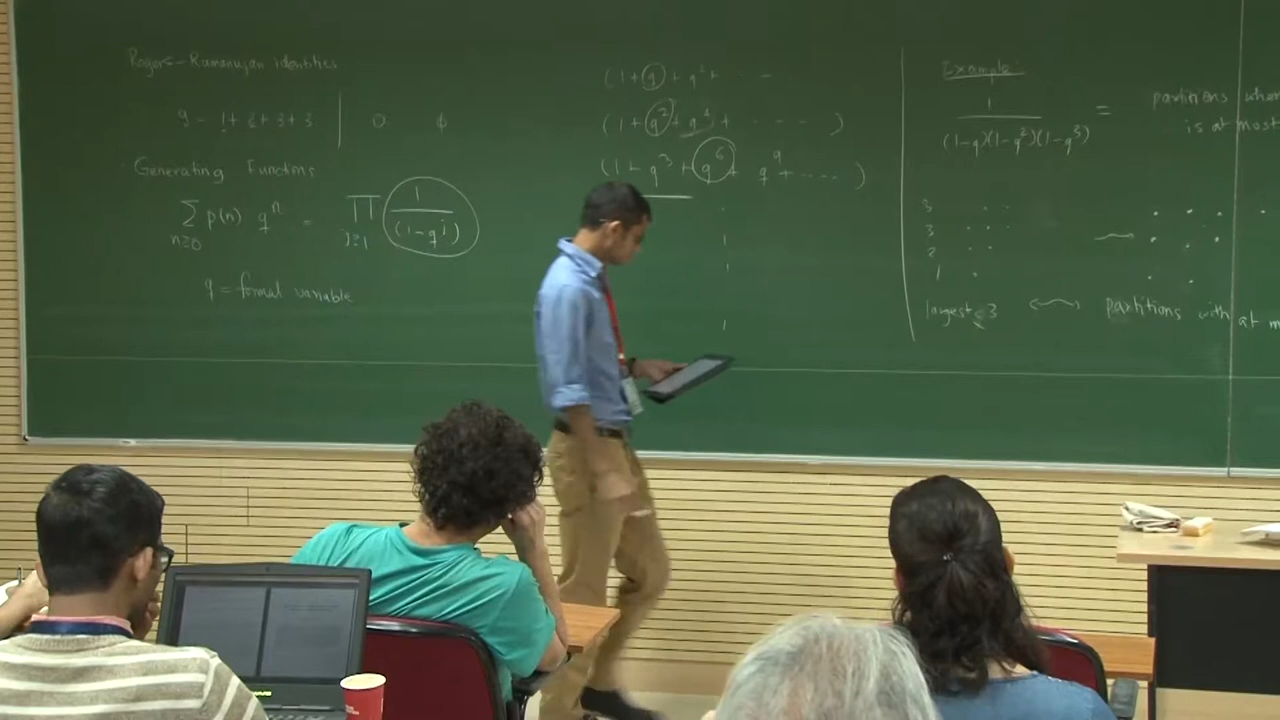 Rogers-Ramanujan identities
9 = 1+2+3+3 | 0 φ
Generating Functions
∑ p(n) q^n = ∏ 1/(1-q^j)
n≥0 j≥1
q = formal variable
(1+q+q^2+ ·····
(1+q^2+q^4+ ····· )
(1+q^3+q^6+ q^9+ ···· )
Example:
1/((1-q)(1-q^2)(1-q^3)) = partitions where
is at most
3
3
2
1
largest ≤3 ⟷ partitions with at m